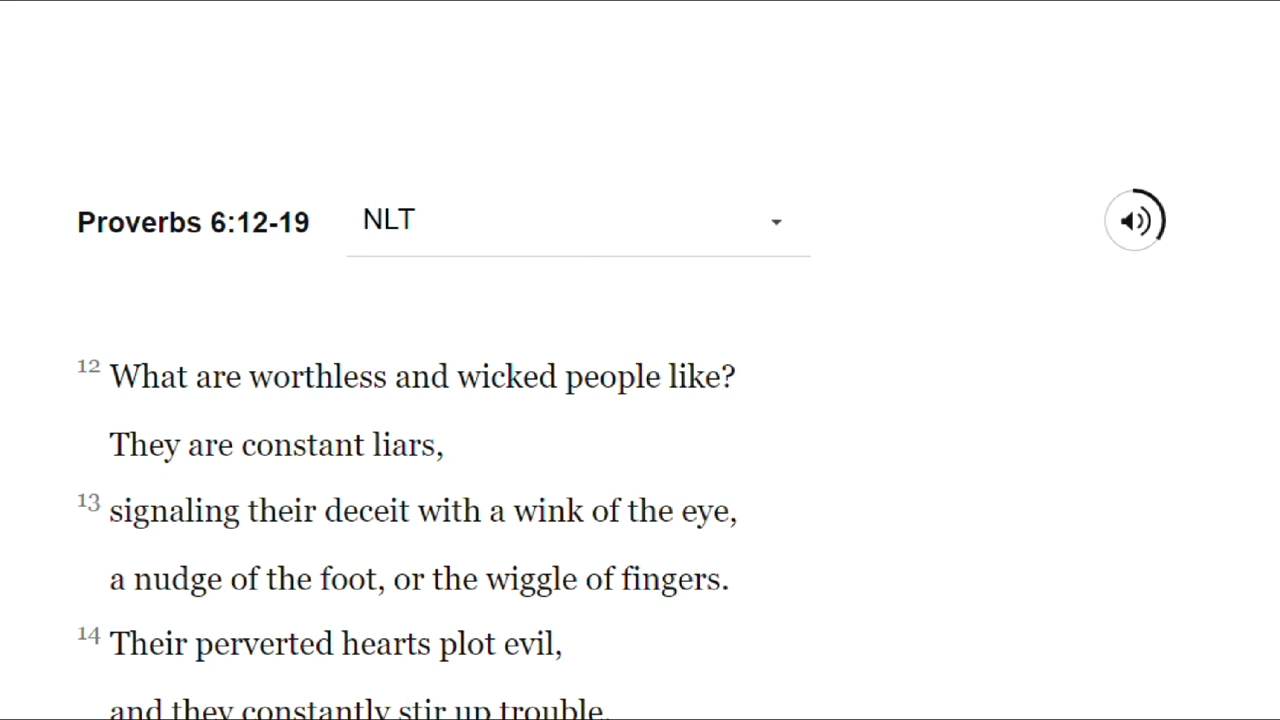 Proverbs 6:12-19 NLT
12 What are worthless and wicked people like?
They are constant liars,
13 signaling their deceit with a wink of the eye,
a nudge of the foot, or the wiggle of fingers.
14 Their perverted hearts plot evil,
and they constantly stir up trouble.